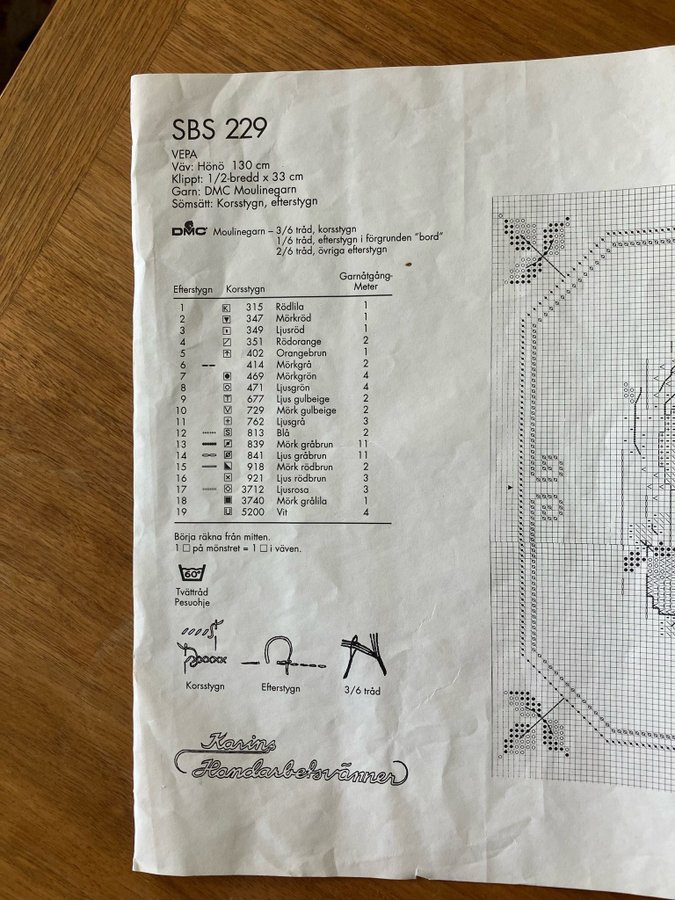 SBS 229
VEPA
Väv: Hönö 130 cm
Klippt: 1/2-bredd x 33 cm
Garn: DMC Moulinegarn
Sömsätt: Korsstygn, efterstygn
DMC Moulinegarn – 3/6 tråd, korsstygn
1/6 tråd, efterstygn i förgrunden "bord"
2/6 tråd, övriga efterstygn
Garnåtgång-
Efterstygn Korsstygn Meter
1 K 315 Rödlila 1
2 ▼ 347 Mörkröd 1
3 349 Ljusröd 1
4 ⧄ 351 Rödorange 2
5 ↑ 402 Orangebrun 1
6 -- 414 Mörkgrå 2
7 ● 469 Mörkgrön 4
8 ○ 471 Ljusgrön 4
9 T 677 Ljus gulbeige 2
10 V 729 Mörk gulbeige 2
11 + 762 Ljusgrå 3
12 S 813 Blå 2
13 839 Mörk gråbrun 11
14 841 Ljus gråbrun 11
15 918 Mörk rödbrun 2
16 x 921 Ljus rödbrun 3
17 ◇ 3712 Ljusrosa 3
18 ■ 3740 Mörk grålila 1
19 U 5200 Vit 4
Börja räkna från mitten.
1 □ på mönstret = 1 □ i väven.
60°
Tvättråd
Pesuohje
Korsstygn Efterstygn 3/6 tråd
Karins
Handarbetsvänner